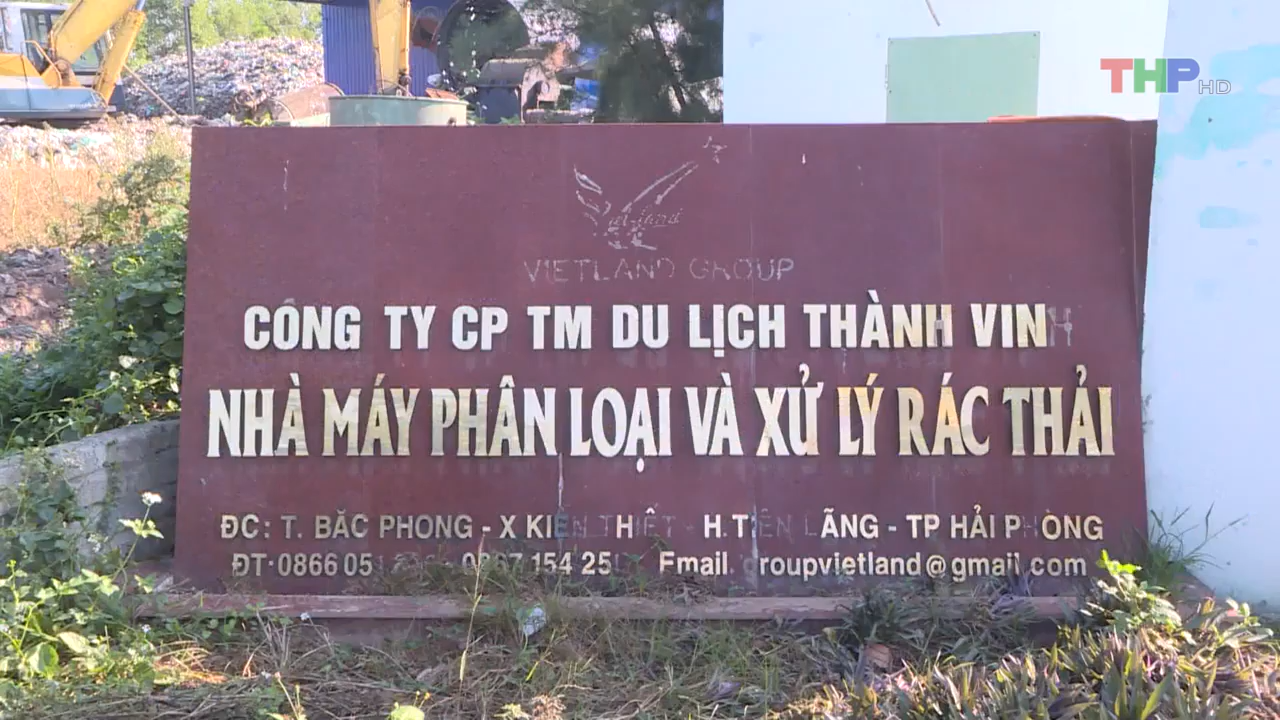 THP HD
VIETLAND GROUP
CÔNG TY CP TM DU LỊCH THÀNH VINH
NHÀ MÁY PHÂN LOẠI VÀ XỬ LÝ RÁC THẢI
ĐC: T. BĂC PHONG - X KIẾN THIẾT - H. TIÊN LÃNG - TP HẢI PHÒNG
ĐT 0866 05 154 25 Email groupvietland@gmail.com